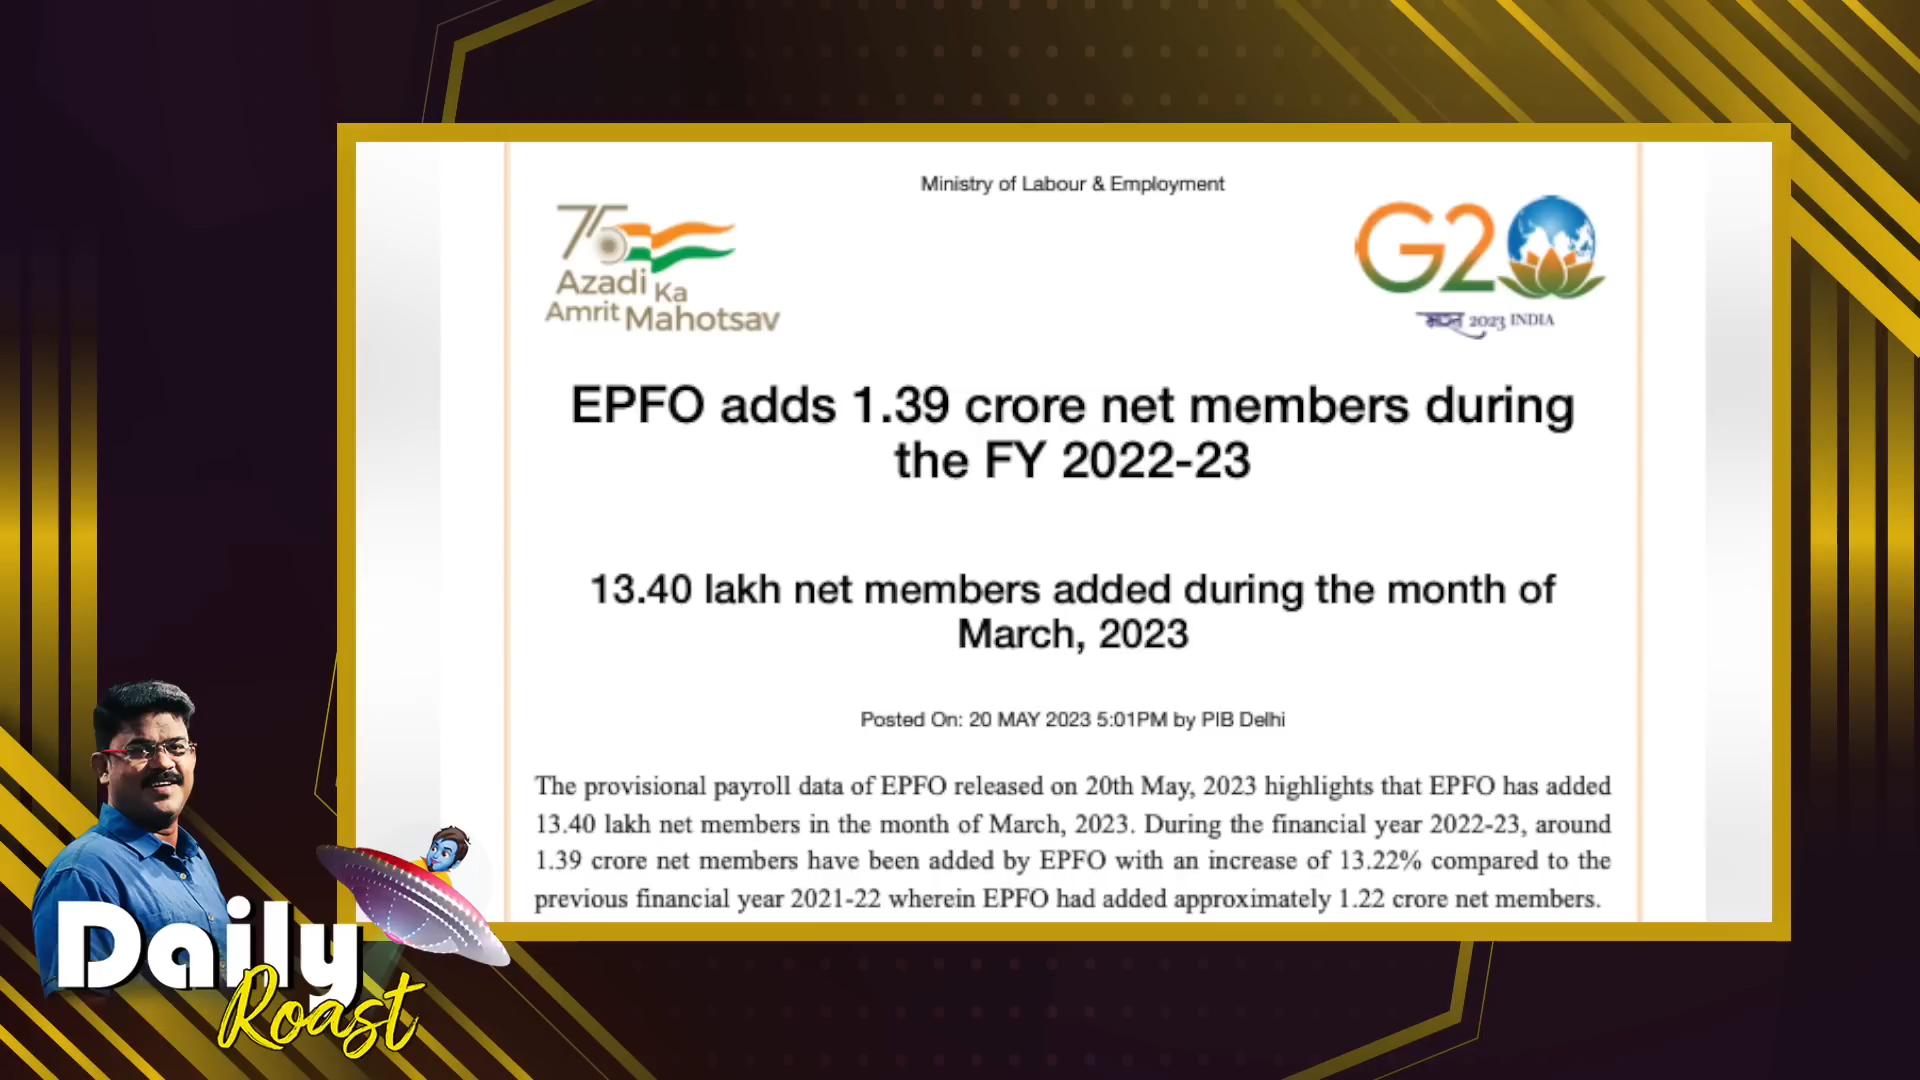 Ministry of Labour & Employment
75
Azadi Ka
Amrit Mahotsav
G20
2023 INDIA
EPFO adds 1.39 crore net members during
the FY 2022-23
13.40 lakh net members added during the month of
March, 2023
Posted On: 20 MAY 2023 5:01PM by PIB Delhi
The provisional payroll data of EPFO released on 20th May, 2023 highlights that EPFO has added
13.40 lakh net members in the month of March, 2023. During the financial year 2022-23, around
1.39 crore net members have been added by EPFO with an increase of 13.22% compared to the
previous financial year 2021-22 wherein EPFO had added approximately 1.22 crore net members.
Daily
Roast